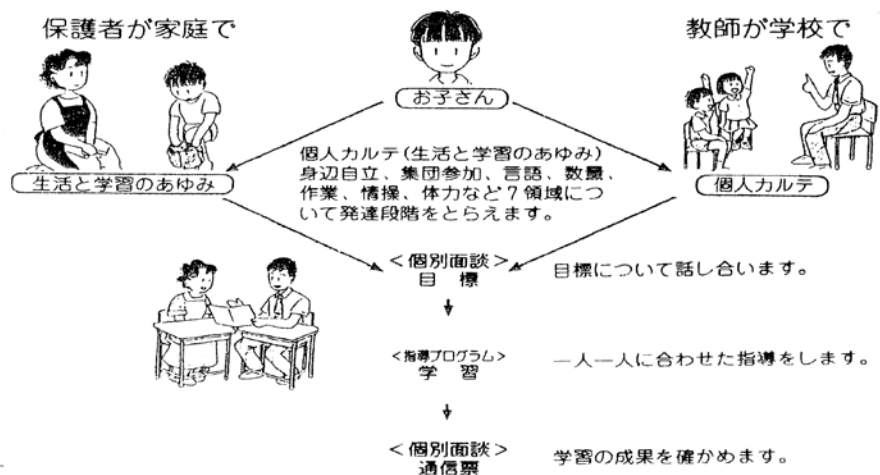 保護者が家庭で
教師が学校で
お子さん
個人カルテ(生活と学習のあゆみ)
身辺自立、集団参加、言語、数量、
作業、情操、体力など7領域につ
いて発達段階をとらえます。
生活と学習のあゆみ
個人カルテ
<個別面談>
目 標
目標について話し合います。
<指導プログラム>
学 習
一人一人に合わせた指導をします。
<個別面談>
通信票
学習の成果を確かめます。